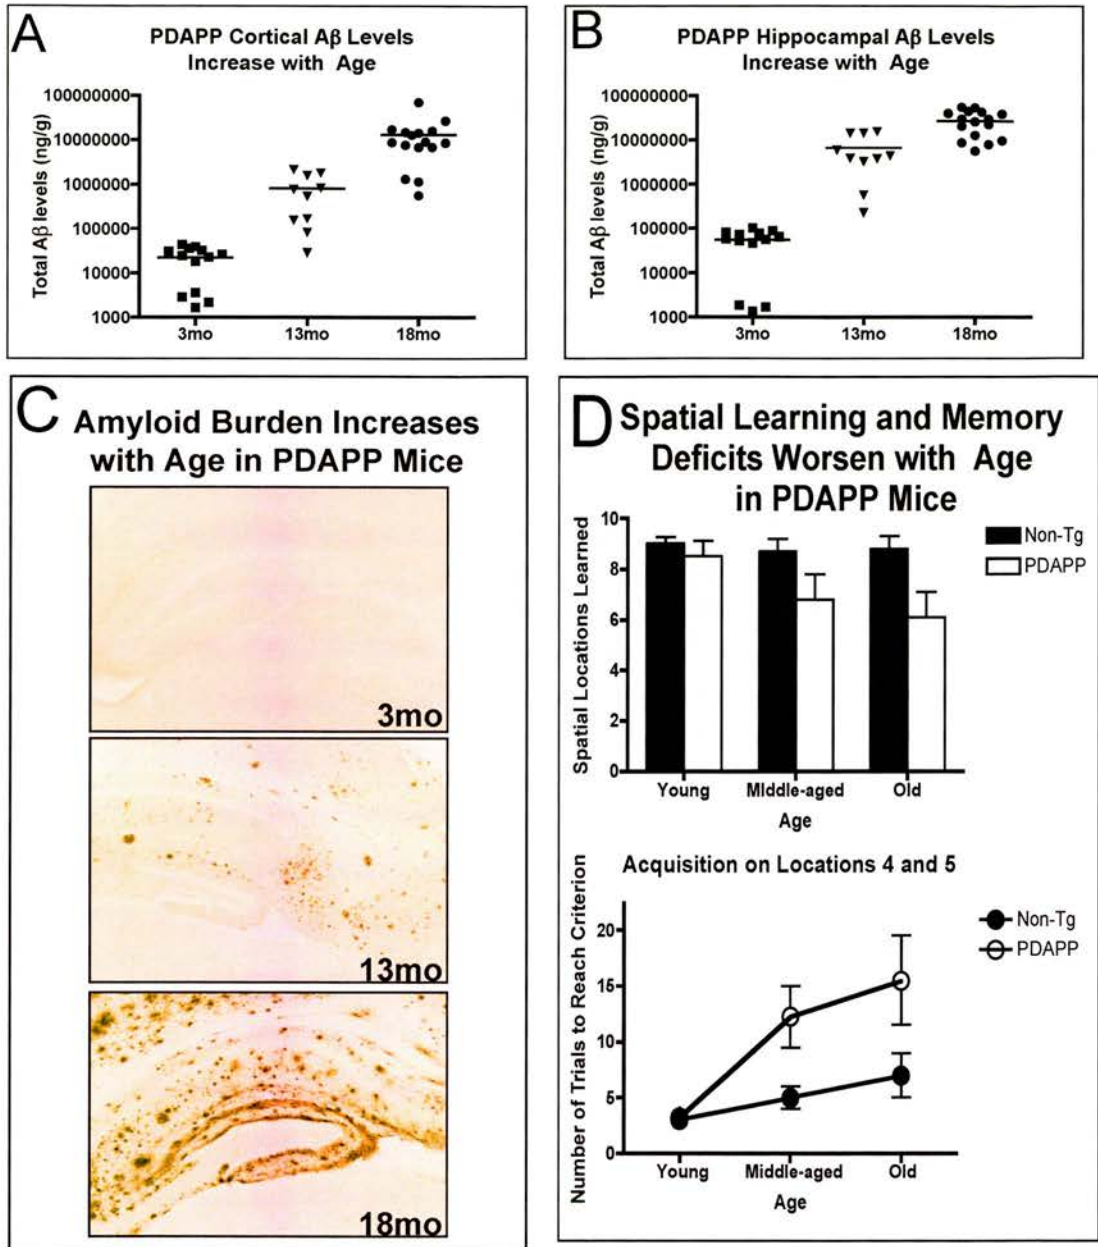 A
PDAPP Cortical Aβ Levels
Increase with Age
Total Aβ levels (ng/g)
100000000
10000000
1000000
100000
10000
1000
3mo 13mo 18mo
B
PDAPP Hippocampal Aβ Levels
Increase with Age
Total Aβ levels (ng/g)
100000000
10000000
1000000
100000
10000
1000
3mo 13mo 18mo
C
Amyloid Burden Increases
with Age in PDAPP Mice
3mo
13mo
18mo
D
Spatial Learning and Memory
Deficits Worsen with Age
in PDAPP Mice
Spatial Locations Learned
10
8
6
4
2
0
Non-Tg
PDAPP
Young Middle-aged Old
Age
Acquisition on Locations 4 and 5
Number of Trials to Reach Criterion
20
15
10
5
0
Non-Tg
PDAPP
Young Middle-aged Old
Age